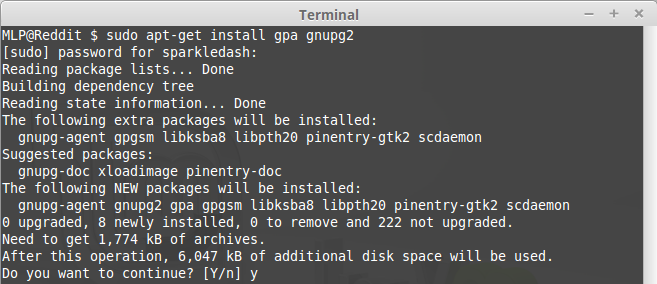 Terminal
MLP@Reddit $ sudo apt-get install gpa gnupg2
[sudo] password for sparkledash:
Reading package lists... Done
Building dependency tree
Reading state information... Done
The following extra packages will be installed:
  gnupg-agent gpgsm libksba8 libpth20 pinentry-gtk2 scdaemon
Suggested packages:
  gnupg-doc xloadimage pinentry-doc
The following NEW packages will be installed:
  gnupg-agent gnupg2 gpa gpgsm libksba8 libpth20 pinentry-gtk2 scdaemon
0 upgraded, 8 newly installed, 0 to remove and 222 not upgraded.
Need to get 1,774 kB of archives.
After this operation, 6,047 kB of additional disk space will be used.
Do you want to continue? [Y/n] y